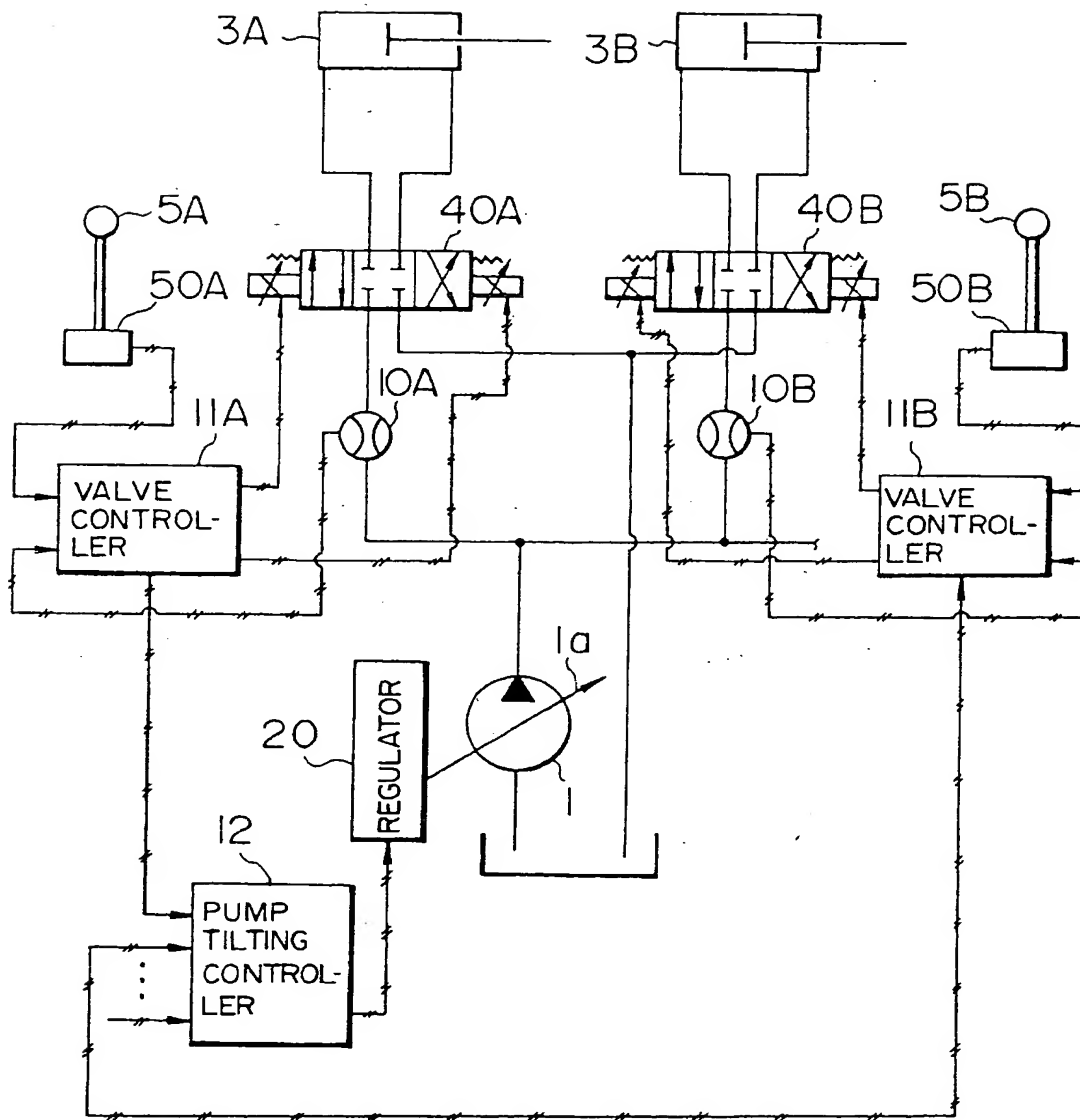 3A
3B
5A
40A
40B
5B
50A
50B
10A
10B
11A
11B
VALVE
CONTROL-
LER
VALVE
CONTROL-
LER
1a
20
REGULATOR
1
12
PUMP
TILTING
CONTROL-
LER